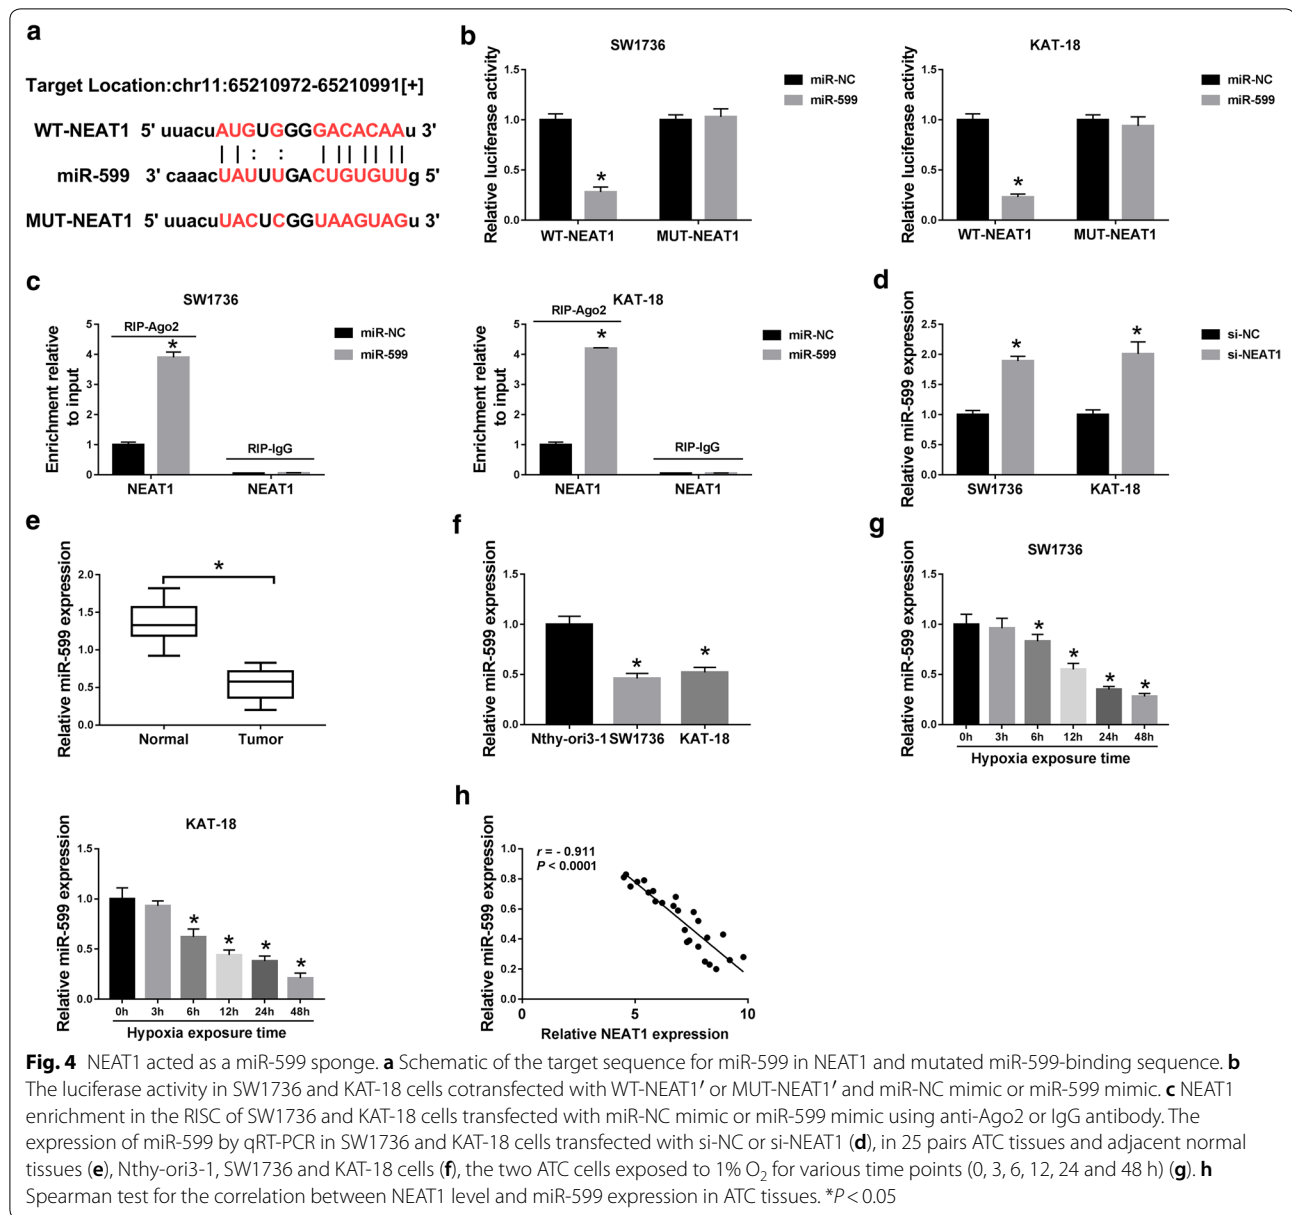 a
Target Location:chr11:65210972-65210991[+]
WT-NEAT1 5' uuacuAUGUGGGGACACAAu 3'
| | : : | || || ||
miR-599 3' caaacUAUUUGACUGUGUUg 5'
MUT-NEAT1 5' uuacuUACUCGGUAAGUAGu 3'
b
SW1736
Relative luciferase activity
1.5
1.0
0.5
0.0
*
WT-NEAT1 MUT-NEAT1
miR-NC
miR-599
KAT-18
Relative luciferase activity
1.5
1.0
0.5
0.0
*
WT-NEAT1 MUT-NEAT1
miR-NC
miR-599
c
SW1736
Enrichment relative
to input
5
4
3
2
1
0
RIP-Ago2
*
RIP-IgG
NEAT1 NEAT1
miR-NC
miR-599
KAT-18
Enrichment relative
to input
5
4
3
2
1
0
RIP-Ago2
*
RIP-IgG
NEAT1 NEAT1
miR-NC
miR-599
d
Relative miR-599 expression
2.5
2.0
1.5
1.0
0.5
0.0
* *
SW1736 KAT-18
si-NC
si-NEAT1
e
Relative miR-599 expression
2.0
1.5
1.0
0.5
0.0
*
Normal Tumor
f
Relative miR-599 expression
1.5
1.0
0.5
0.0
* *
Nthy-ori3-1 SW1736 KAT-18
g
SW1736
Relative miR-599 expression
1.5
1.0
0.5
0.0
* * * *
0h 3h 6h 12h 24h 48h
Hypoxia exposure time
KAT-18
Relative miR-599 expression
1.5
1.0
0.5
0.0
* * * *
0h 3h 6h 12h 24h 48h
Hypoxia exposure time
h
Relative miR-599 expression
1.0
0.8
0.6
0.4
0.2
0.0
r = - 0.911
P < 0.0001
5 10
Relative NEAT1 expression
Fig. 4 NEAT1 acted as a miR-599 sponge. a Schematic of the target sequence for miR-599 in NEAT1 and mutated miR-599-binding sequence. b
The luciferase activity in SW1736 and KAT-18 cells cotransfected with WT-NEAT1′ or MUT-NEAT1′ and miR-NC mimic or miR-599 mimic. c NEAT1
enrichment in the RISC of SW1736 and KAT-18 cells transfected with miR-NC mimic or miR-599 mimic using anti-Ago2 or IgG antibody. The
expression of miR-599 by qRT-PCR in SW1736 and KAT-18 cells transfected with si-NC or si-NEAT1 (d), in 25 pairs ATC tissues and adjacent normal
tissues (e), Nthy-ori3-1, SW1736 and KAT-18 cells (f), the two ATC cells exposed to 1% O₂ for various time points (0, 3, 6, 12, 24 and 48 h) (g). h
Spearman test for the correlation between NEAT1 level and miR-599 expression in ATC tissues. *P < 0.05